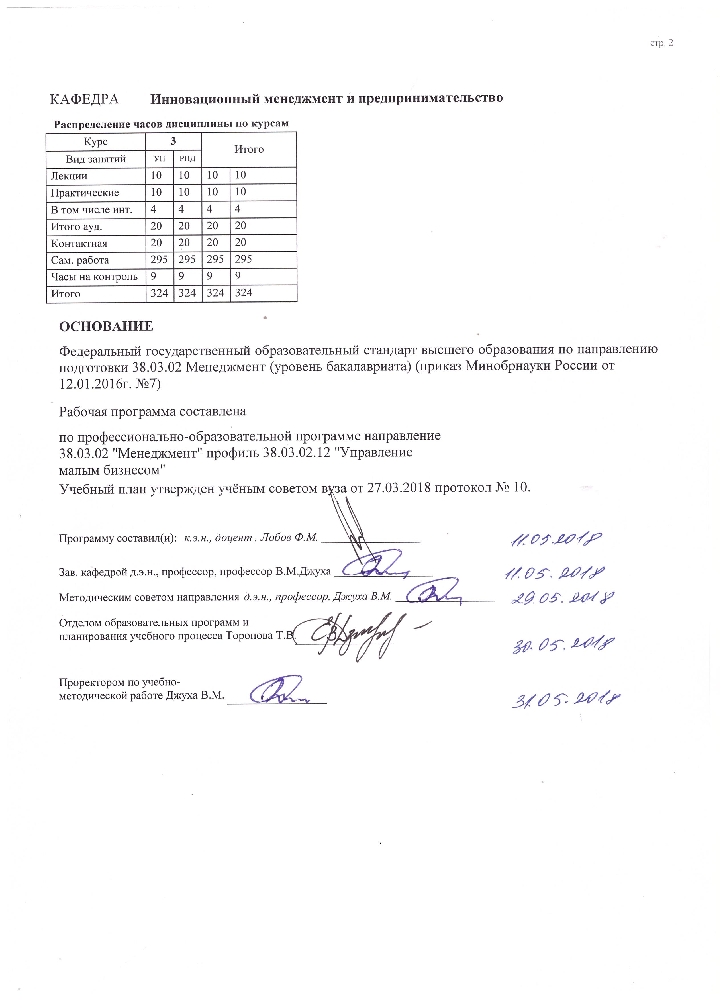 стр. 2
КАФЕДРА Инновационный менеджмент и предпринимательство
Распределение часов дисциплины по курсам
Курс 3 Итого
Вид занятий УП РПД
Лекции 10 10 10 10
Практические 10 10 10 10
В том числе инт. 4 4 4 4
Итого ауд. 20 20 20 20
Контактная 20 20 20 20
Сам. работа 295 295 295 295
Часы на контроль 9 9 9 9
Итого 324 324 324 324
ОСНОВАНИЕ
Федеральный государственный образовательный стандарт высшего образования по направлению
подготовки 38.03.02 Менеджмент (уровень бакалавриата) (приказ Минобрнауки России от
12.01.2016г. №7)
Рабочая программа составлена
по профессионально-образовательной программе направление
38.03.02 "Менеджмент" профиль 38.03.02.12 "Управление
малым бизнесом"
Учебный план утвержден учёным советом вуза от 27.03.2018 протокол № 10.
Программу составил(и): к.э.н., доцент , Лобов Ф.М. 11.05.2018
Зав. кафедрой д.э.н., профессор, профессор В.М.Джуха 11.05.2018
Методическим советом направления д.э.н., профессор, Джуха В.М. 29.05.2018
Отделом образовательных программ и
планирования учебного процесса Торопова Т.В. 30.05.2018
Проректором по учебно-
методической работе Джуха В.М. 31.05.2018